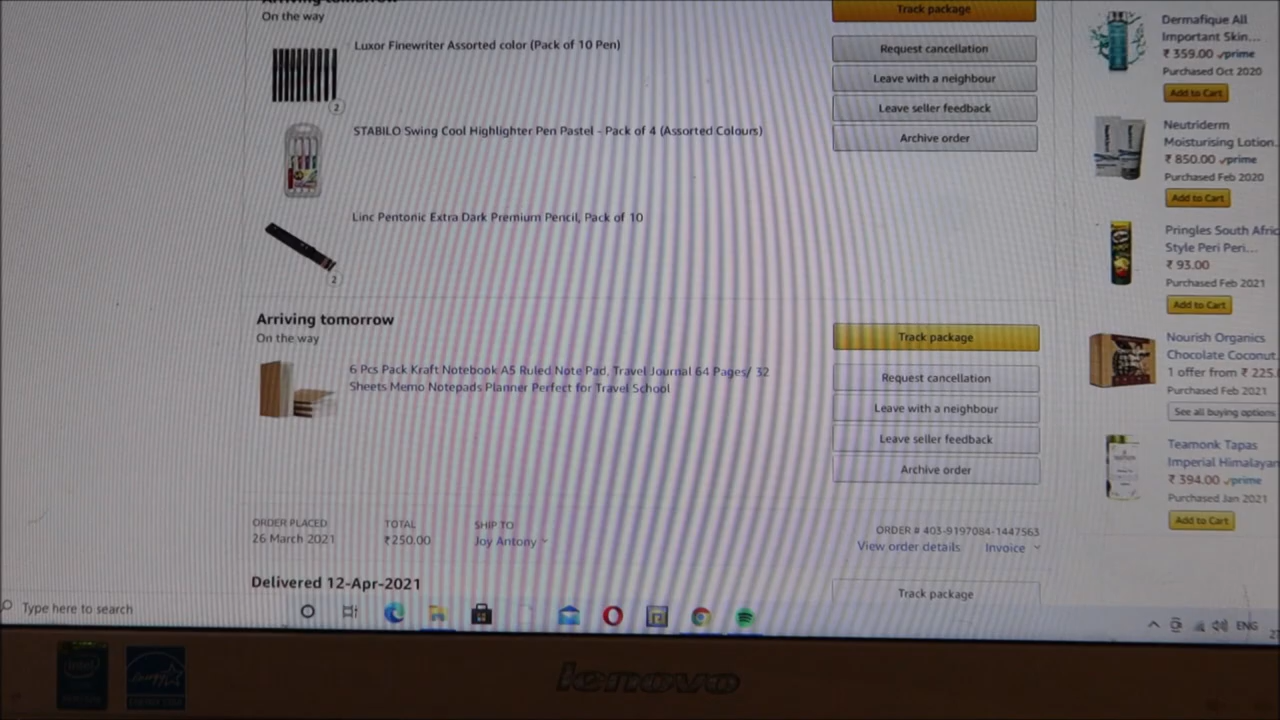 Arriving tomorrow
On the way
Track package
Luxor Finewriter Assorted color (Pack of 10 Pen)
2
Request cancellation
Leave with a neighbour
Leave seller feedback
Archive order
STABILO Swing Cool Highlighter Pen Pastel - Pack of 4 (Assorted Colours)
Linc Pentonic Extra Dark Premium Pencil, Pack of 10
2
Arriving tomorrow
On the way
Track package
6 Pcs Pack Kraft Notebook A5 Ruled Note Pad, Travel Journal 64 Pages/ 32
Sheets Memo Notepads Planner Perfect for Travel School
Request cancellation
Leave with a neighbour
Leave seller feedback
Archive order
ORDER PLACED
26 March 2021
TOTAL
₹250.00
SHIP TO
Joy Antony
ORDER # 403-9197084-1447563
View order details
Invoice
Delivered 12-Apr-2021
Track package
Dermafique All
Important Skin...
₹ 359.00 prime
Purchased Oct 2020
Add to Cart
Neutriderm
Moisturising Lotion
₹ 850.00 prime
Purchased Feb 2020
Add to Cart
Pringles South Afric
Style Peri Peri...
₹ 93.00
Purchased Feb 2021
Add to Cart
Nourish Organics
Chocolate Coconut
1 offer from ₹ 225.
Purchased Feb 2021
See all buying options
Teamonk Tapas
Imperial Himalayan
₹ 394.00 prime
Purchased Jan 2021
Add to Cart
Type here to search
ENG
intel
lenovo